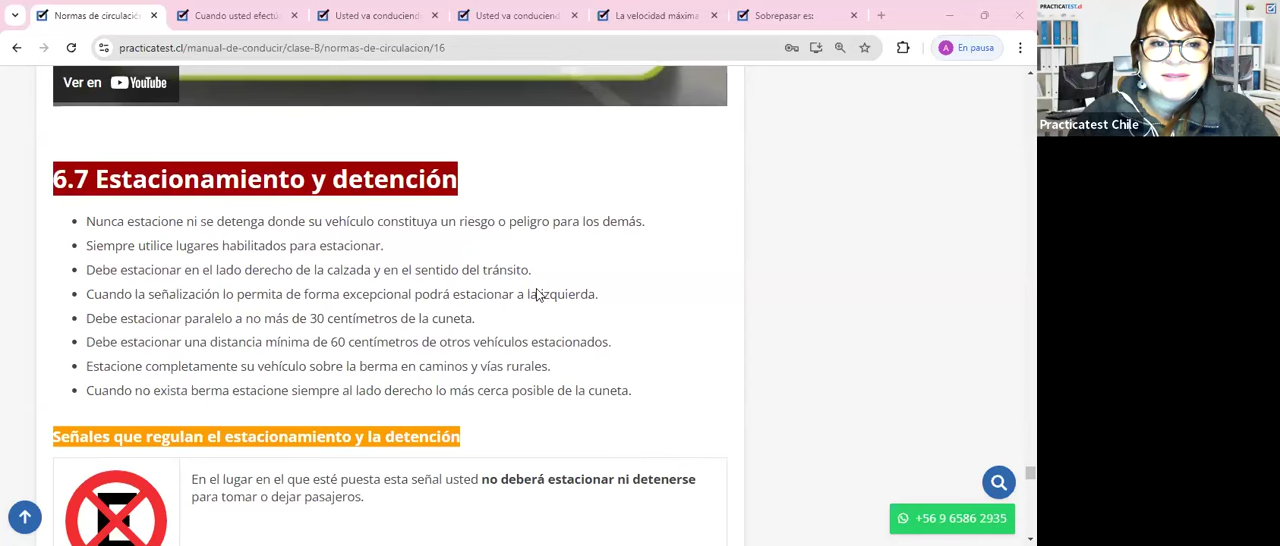 Normas de circulació
Cuando usted efectú
Usted va conduciend
Usted va conduciend
La velocidad máxima
Sobrepasar es:
practicatest.cl/manual-de-conducir/clase-B/normas-de-circulacion/16
A
En pausa
PRACTICATEST.cl
Practicatest Chile
Ver en YouTube
6.7 Estacionamiento y detención
Nunca estacione ni se detenga donde su vehículo constituya un riesgo o peligro para los demás.
Siempre utilice lugares habilitados para estacionar.
Debe estacionar en el lado derecho de la calzada y en el sentido del tránsito.
Cuando la señalización lo permita de forma excepcional podrá estacionar a la izquierda.
Debe estacionar paralelo a no más de 30 centímetros de la cuneta.
Debe estacionar una distancia mínima de 60 centímetros de otros vehículos estacionados.
Estacione completamente su vehículo sobre la berma en caminos y vías rurales.
Cuando no exista berma estacione siempre al lado derecho lo más cerca posible de la cuneta.
Señales que regulan el estacionamiento y la detención
En el lugar en el que esté puesta esta señal usted no deberá estacionar ni detenerse
para tomar o dejar pasajeros.
E
+56 9 6586 2935